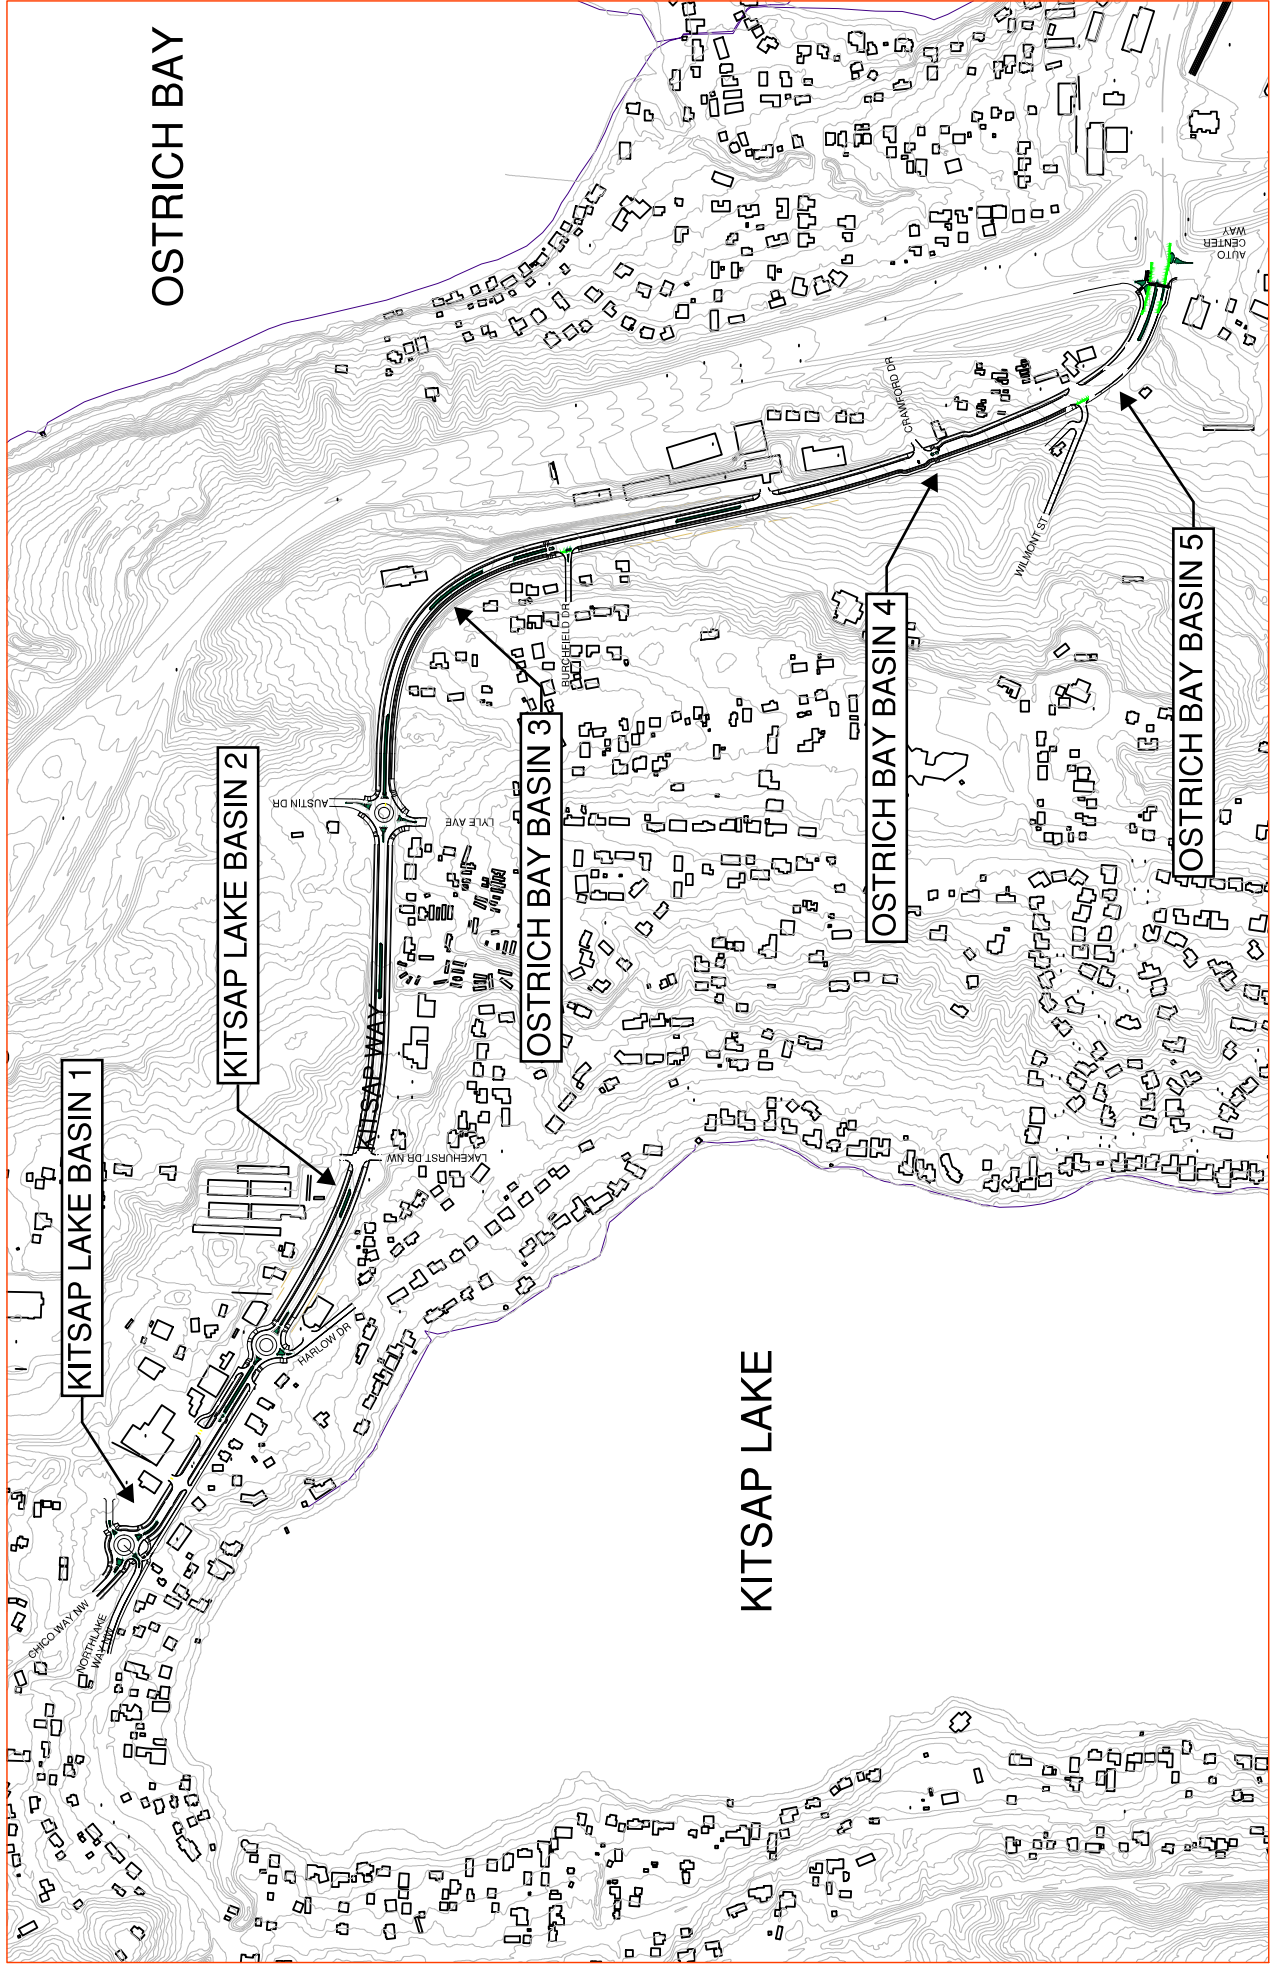 OSTRICH BAY
KITSAP LAKE BASIN 1
KITSAP LAKE BASIN 2
OSTRICH BAY BASIN 3
OSTRICH BAY BASIN 4
OSTRICH BAY BASIN 5
KITSAP LAKE
KITSAP WAY
CHICO WAY NW
NORTHLAKE
WAY NW
HARLOW DR
LAKEHURST DR NW
AUSTIN DR
LYLE AVE
BURCHFIELD DR
CRAWFORD DR
WILMONT ST
AUTO
CENTER
WAY